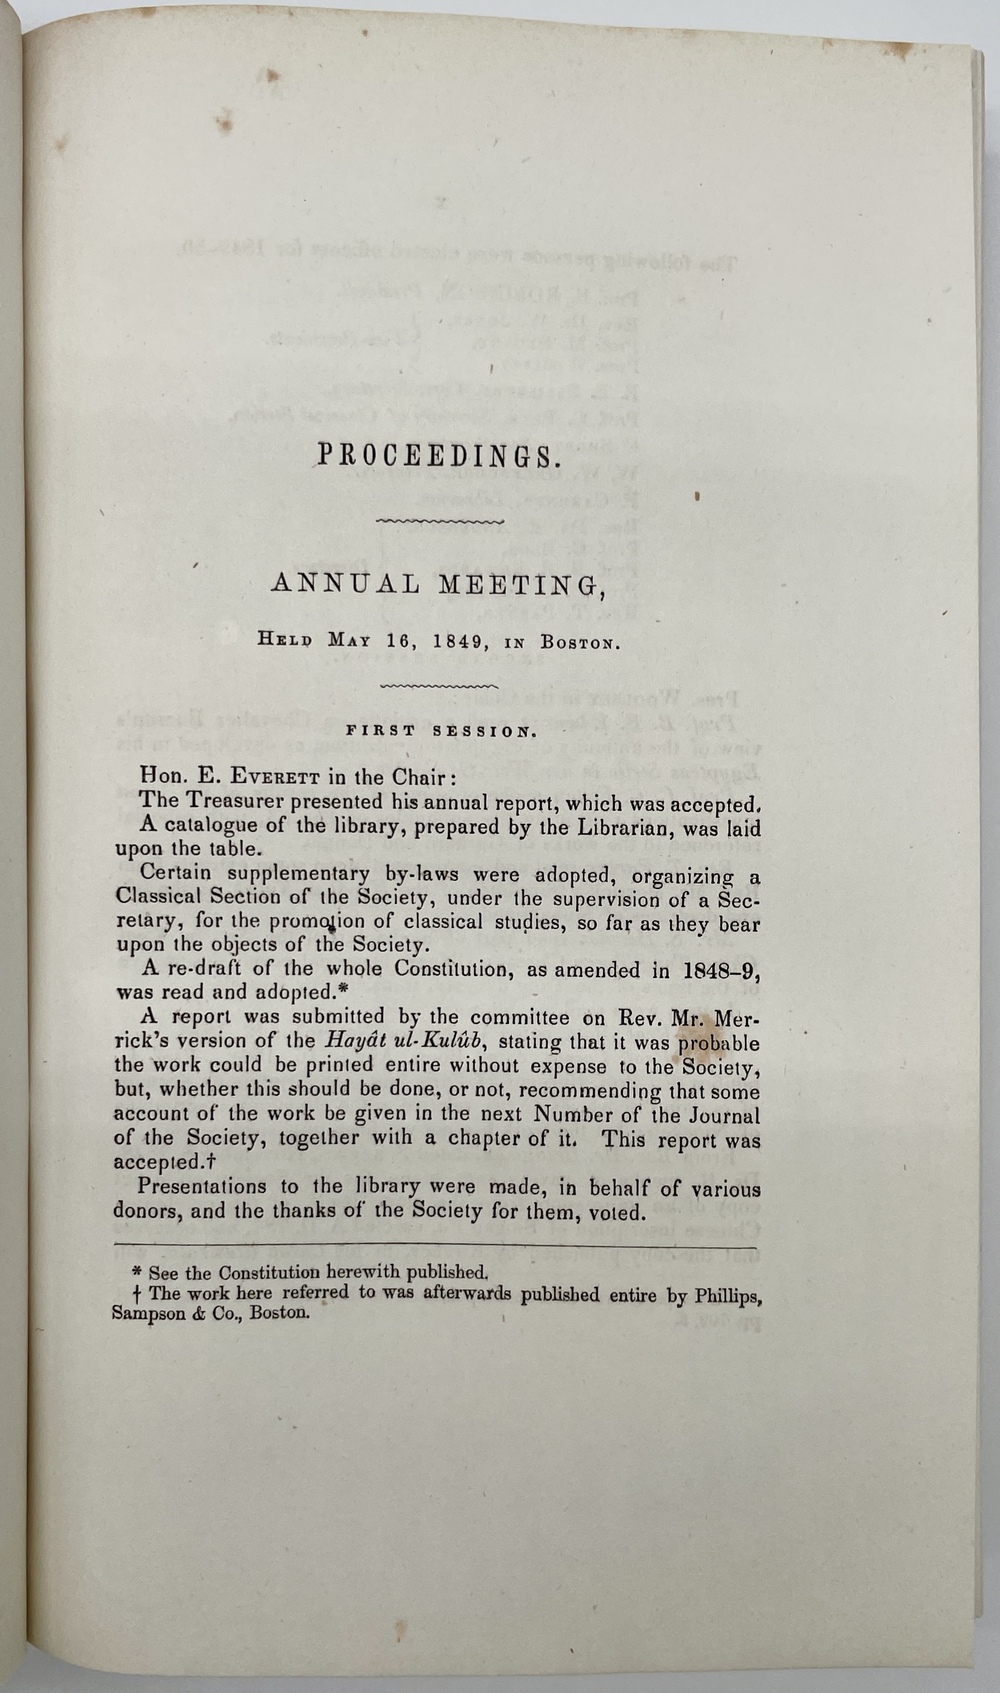 PROCEEDINGS.
ANNUAL MEETING,
HELD MAY 16, 1849, IN BOSTON.
FIRST SESSION.
Hon. E. EVERETT in the Chair:
The Treasurer presented his annual report, which was accepted.
A catalogue of the library, prepared by the Librarian, was laid
upon the table.
Certain supplementary by-laws were adopted, organizing a
Classical Section of the Society, under the supervision of a Sec-
retary, for the promotion of classical studies, so far as they bear
upon the objects of the Society.
A re-draft of the whole Constitution, as amended in 1848–9,
was read and adopted.*
A report was submitted by the committee on Rev. Mr. Mer-
rick's version of the Hayât ul-Kulûb, stating that it was probable
the work could be printed entire without expense to the Society,
but, whether this should be done, or not, recommending that some
account of the work be given in the next Number of the Journal
of the Society, together with a chapter of it. This report was
accepted.†
Presentations to the library were made, in behalf of various
donors, and the thanks of the Society for them, voted.
* See the Constitution herewith published.
† The work here referred to was afterwards published entire by Phillips,
Sampson & Co., Boston.